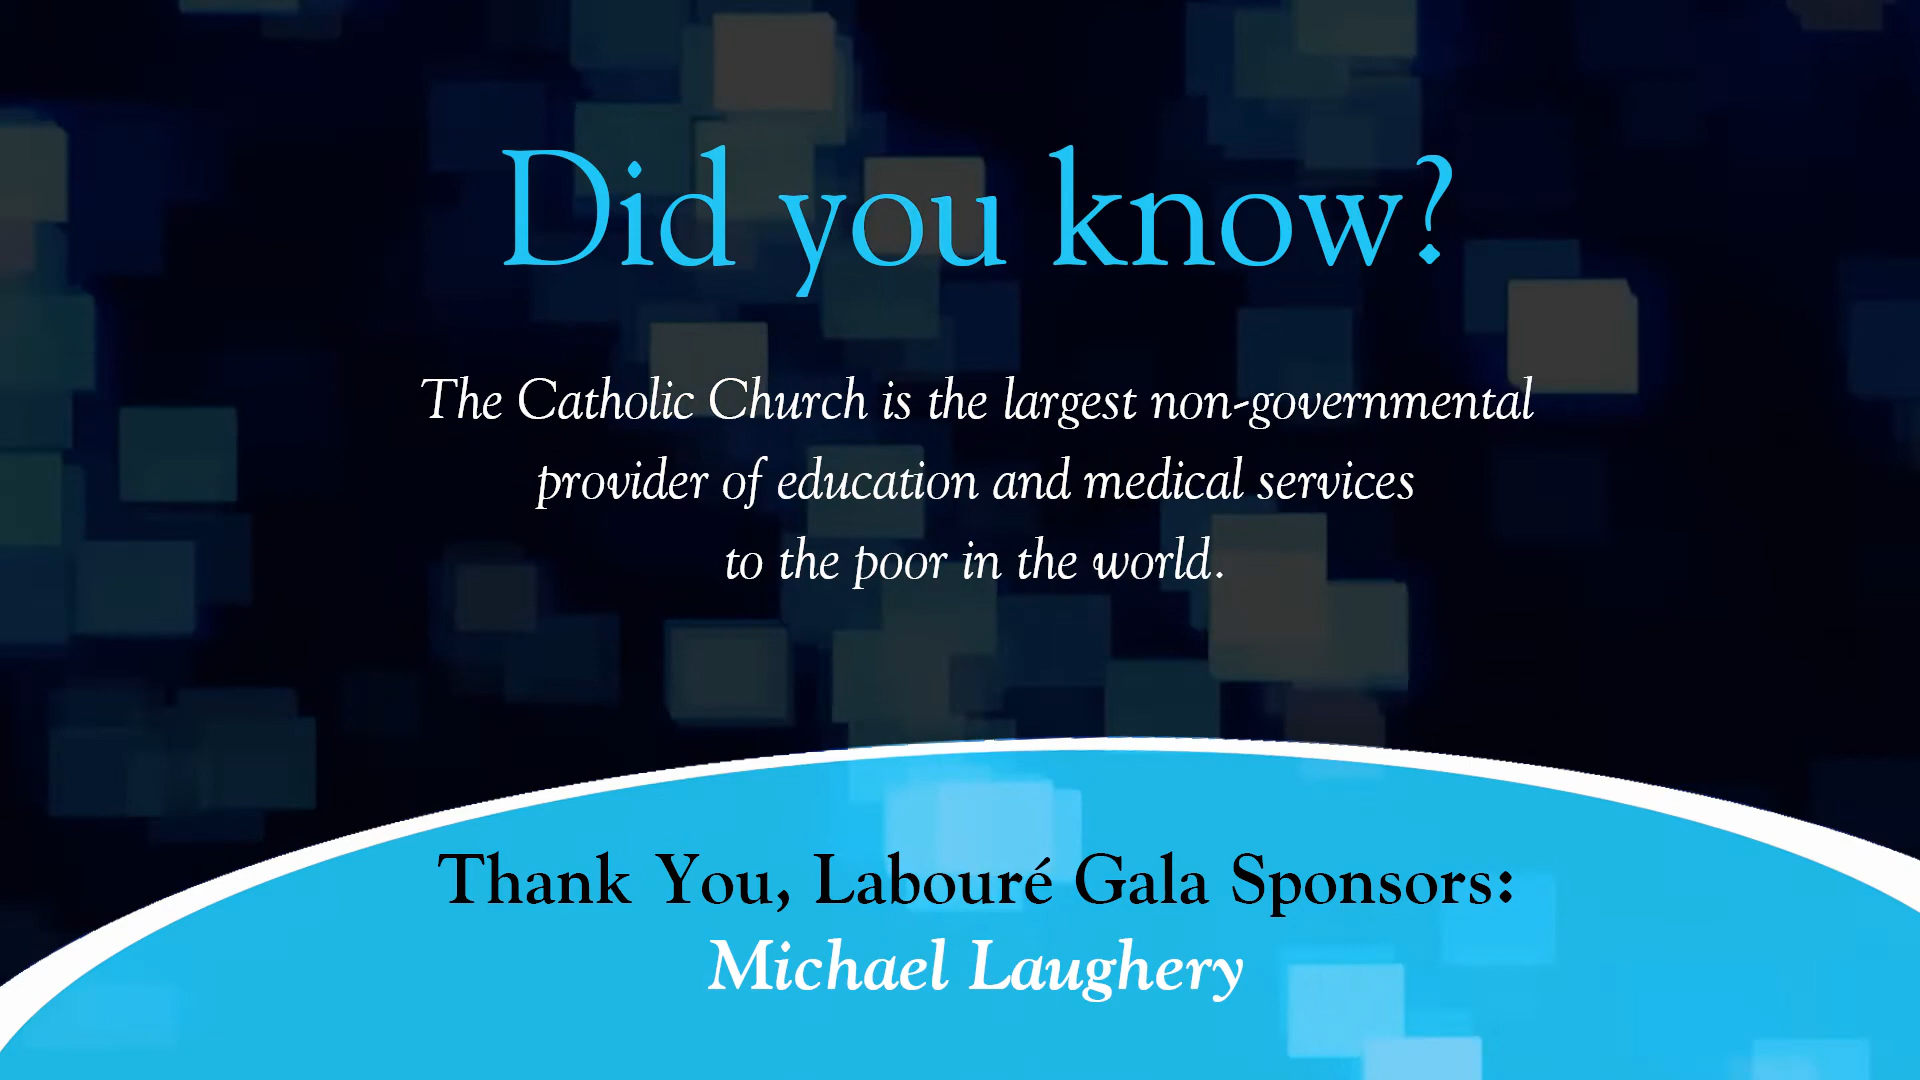 Did you know?
The Catholic Church is the largest non-governmental
provider of education and medical services
to the poor in the world.
Thank You, Labouré Gala Sponsors:
Michael Laughery